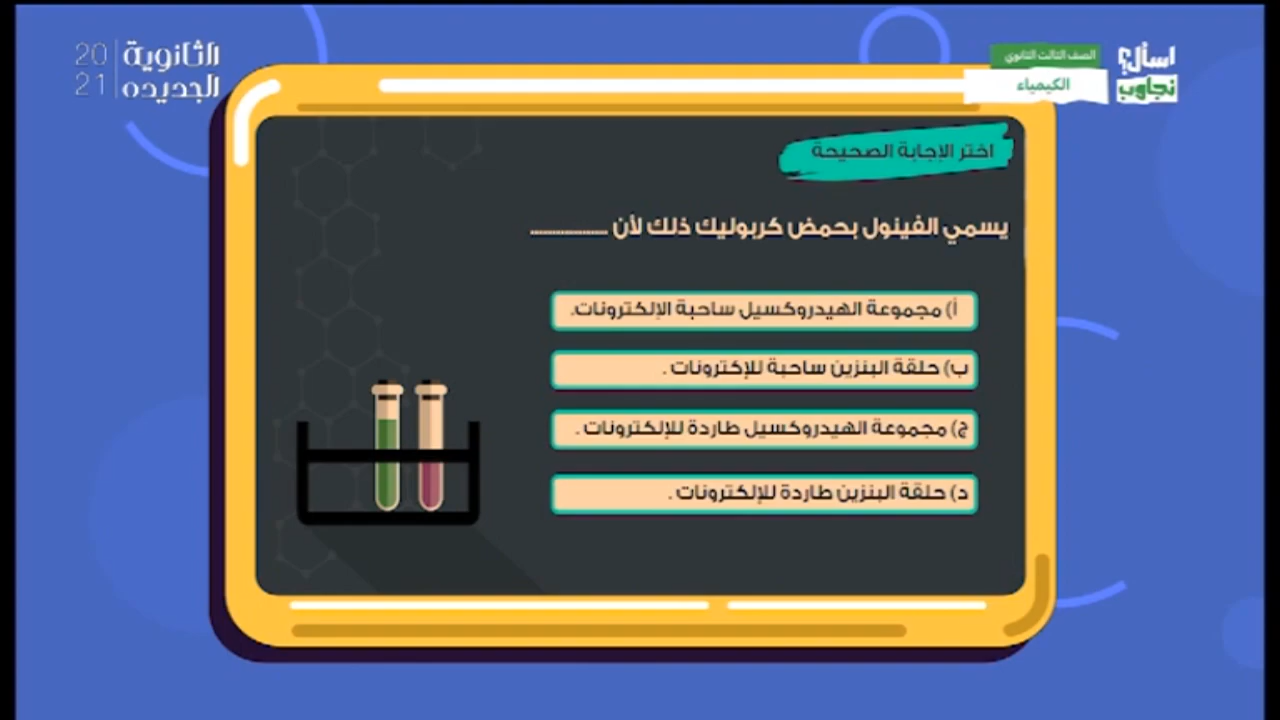 اسأل؟
نجاوب
الصف الثالث الثانوي
الكيمياء
الثانوية
الجديده
20
21
اختر الإجابة الصحيحة
يسمي الفينول بحمض كربوليك ذلك لأن ................
أ) مجموعة الهيدروكسيل ساحبة الإلكترونات.
ب) حلقة البنزين ساحبة للإكترونات .
ج) مجموعة الهيدروكسيل طاردة للإلكترونات .
د) حلقة البنزين طاردة للإلكترونات .